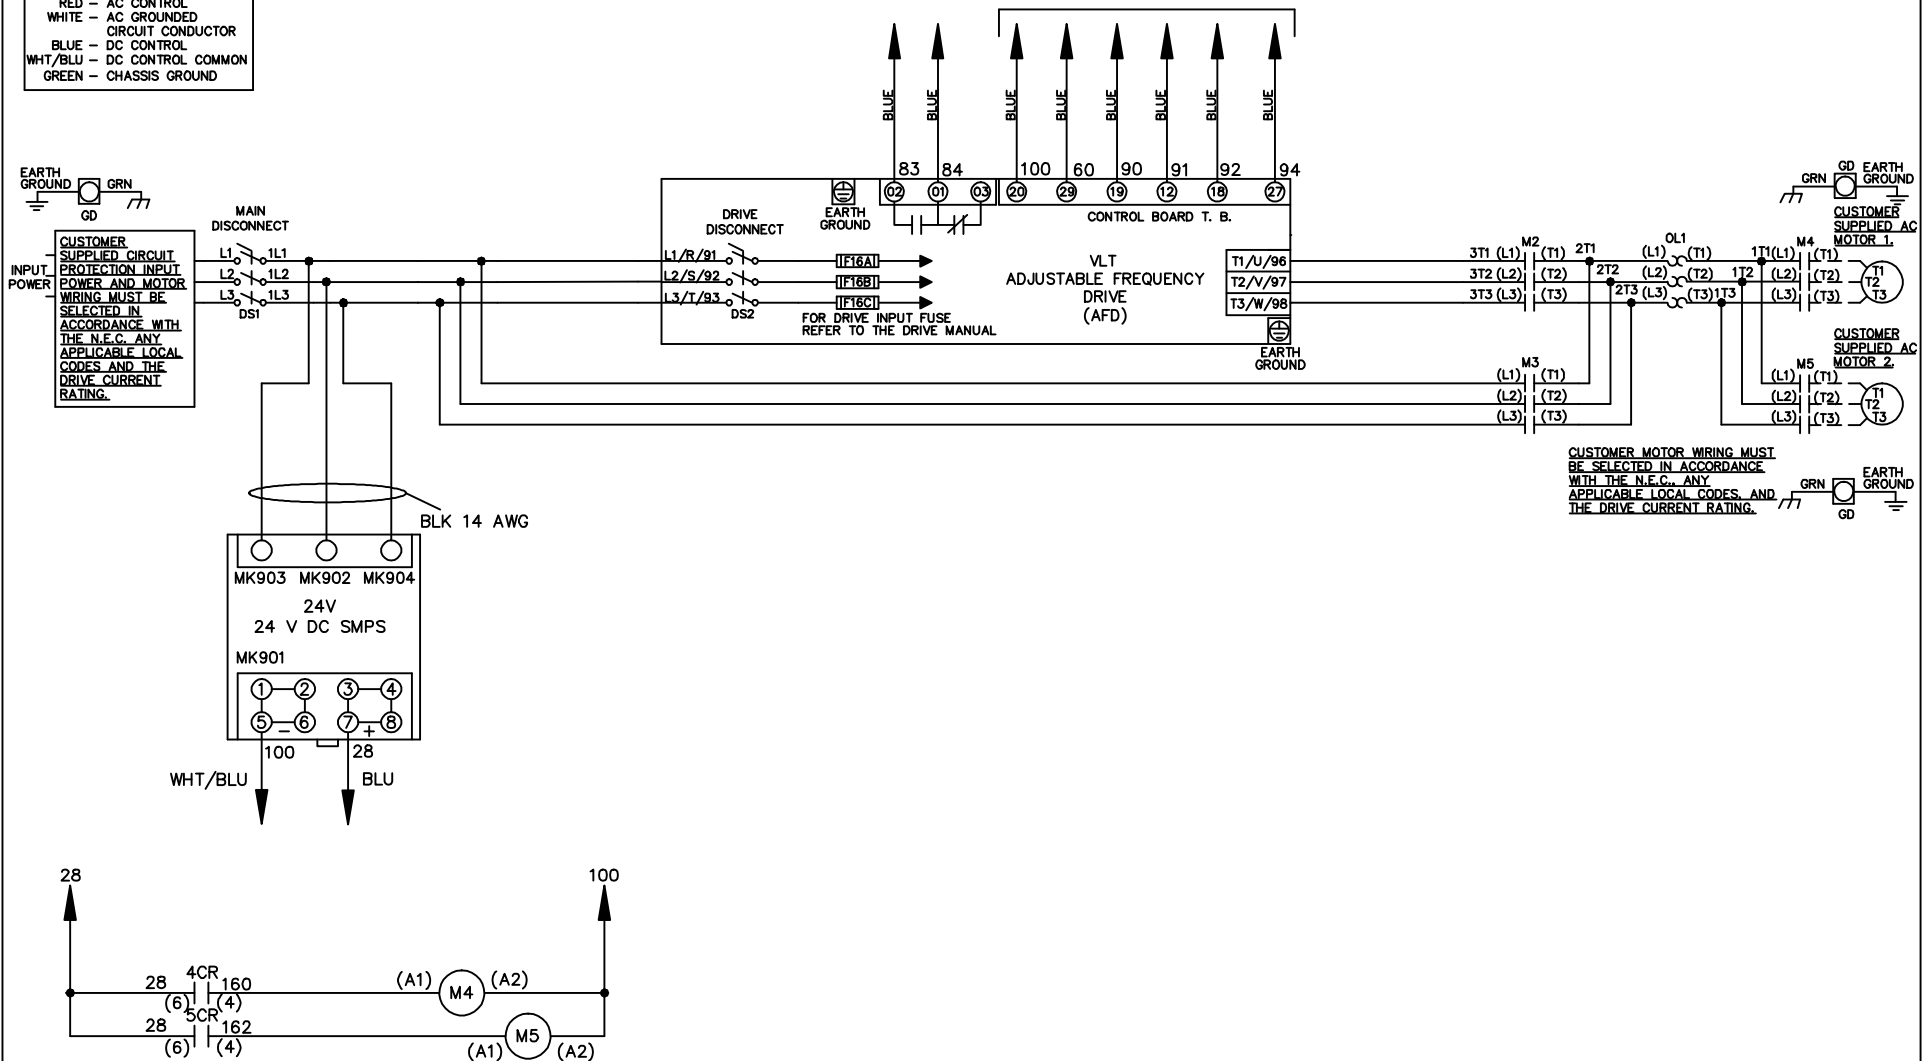 RED – AC CONTROL
WHITE – AC GROUNDED
CIRCUIT CONDUCTOR
BLUE – DC CONTROL
WHT/BLU – DC CONTROL COMMON
GREEN – CHASSIS GROUND
BLUE BLUE BLUE BLUE BLUE BLUE BLUE BLUE
83 84 100 60 90 91 92 94
02 01 03 20 29 19 12 18 27
EARTH
GROUND
GRN
GD
EARTH
GROUND
CONTROL BOARD T. B.
MAIN
DISCONNECT
DRIVE
DISCONNECT
INPUT
POWER
CUSTOMER
SUPPLIED CIRCUIT
PROTECTION INPUT
POWER AND MOTOR
WIRING MUST BE
SELECTED IN
ACCORDANCE WITH
THE N.E.C. ANY
APPLICABLE LOCAL
CODES AND THE
DRIVE CURRENT
RATING.
L1 1L1
L2 1L2
L3 1L3
DS1
L1/R/91
L2/S/92
L3/T/93
DS2
F16A
F16B
F16C
FOR DRIVE INPUT FUSE
REFER TO THE DRIVE MANUAL
VLT
ADJUSTABLE FREQUENCY
DRIVE
(AFD)
T1/U/96
T2/V/97
T3/W/98
EARTH
GROUND
M2
3T1 (L1) (T1) 2T1
3T2 (L2) (T2) 2T2
3T3 (L3) (T3) 2T3
OL1
(L1) (T1) 1T1
(L2) (T2) 1T2
(L3) (T3) 1T3
GRN
GD
EARTH
GROUND
CUSTOMER
SUPPLIED AC
MOTOR 1.
M4
(L1) (T1)
(L2) (T2)
(L3) (T3)
T1
T2
T3
M3
(L1) (T1)
(L2) (T2)
(L3) (T3)
CUSTOMER
SUPPLIED AC
MOTOR 2.
M5
(L1) (T1)
(L2) (T2)
(L3) (T3)
T1
T2
T3
CUSTOMER MOTOR WIRING MUST
BE SELECTED IN ACCORDANCE
WITH THE N.E.C., ANY
APPLICABLE LOCAL CODES, AND
THE DRIVE CURRENT RATING.
GRN
GD
EARTH
GROUND
BLK 14 AWG
MK903 MK902 MK904
24V
24 V DC SMPS
MK901
1 2 3 4
5 6 7 8
– +
100 28
WHT/BLU BLU
28 100
4CR
28 160 (A1) M4 (A2)
(6) (4)
5CR
28 162 M5
(6) (4) (A1) (A2)